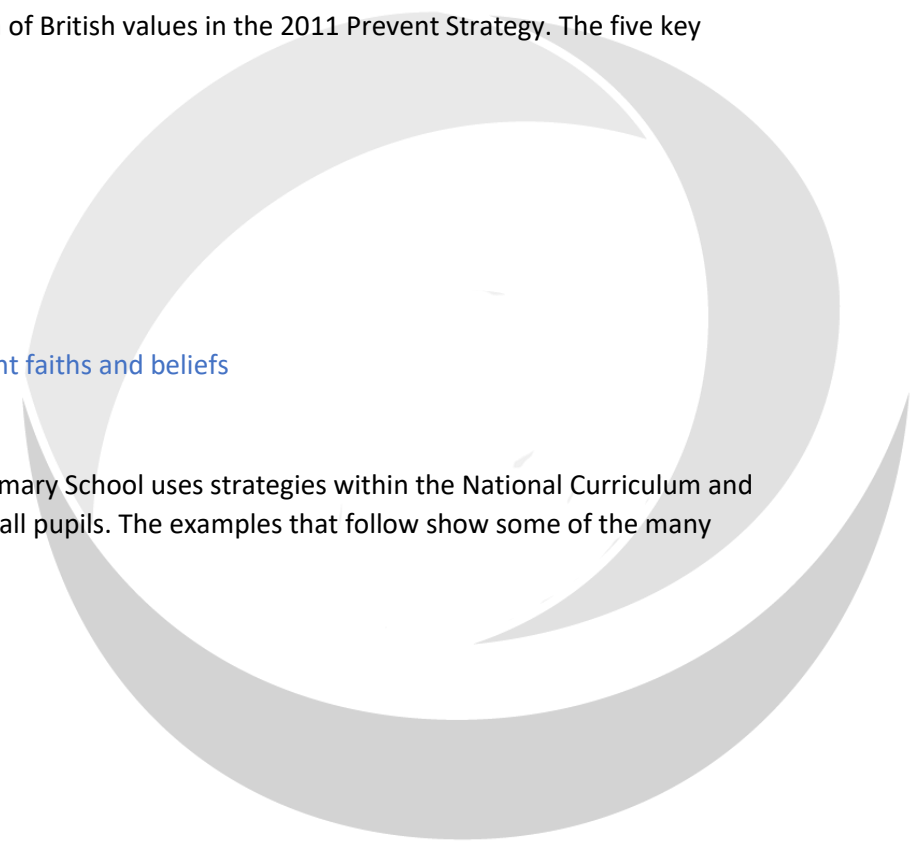 of British values in the 2011 Prevent Strategy. The five key
nt faiths and beliefs
mary School uses strategies within the National Curriculum and
all pupils. The examples that follow show some of the many